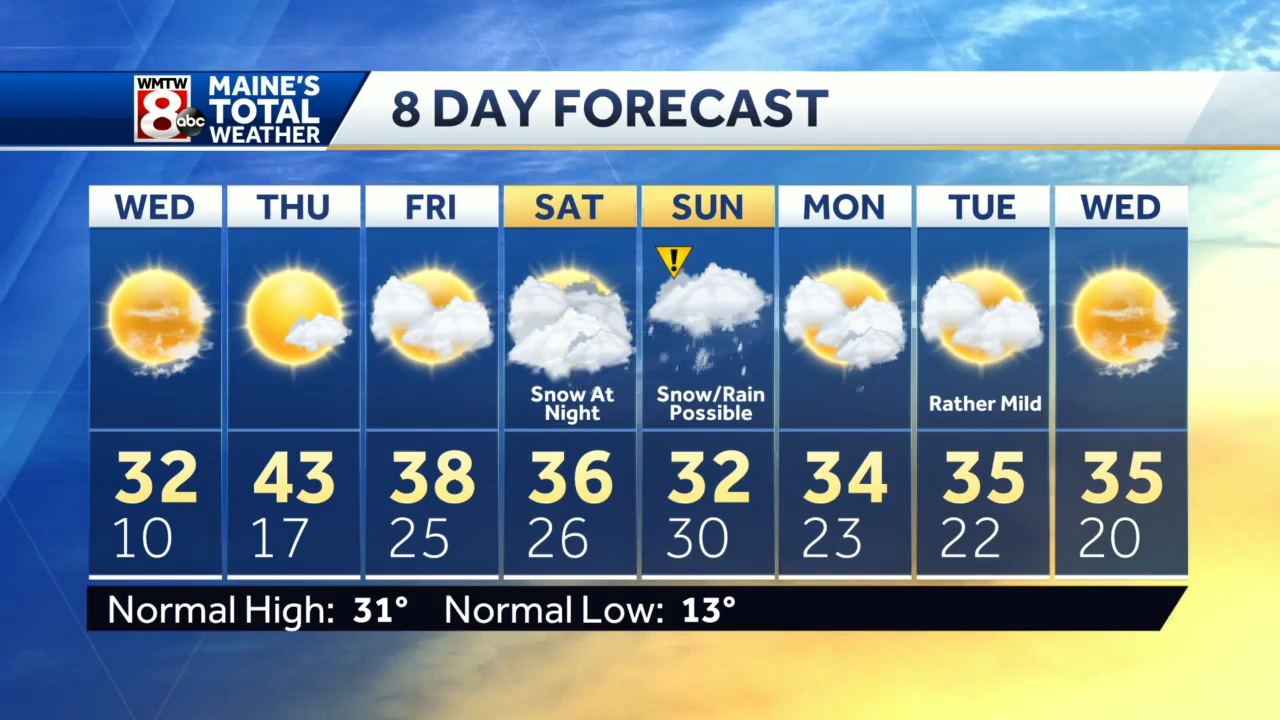 WMTW
8
abc
MAINE'S
TOTAL
WEATHER
8 DAY FORECAST
WED THU FRI SAT SUN MON TUE WED
!
Snow At
Night
Snow/Rain
Possible
Rather Mild
32 43 38 36 32 34 35 35
10 17 25 26 30 23 22 20
Normal High: 31° Normal Low: 13°